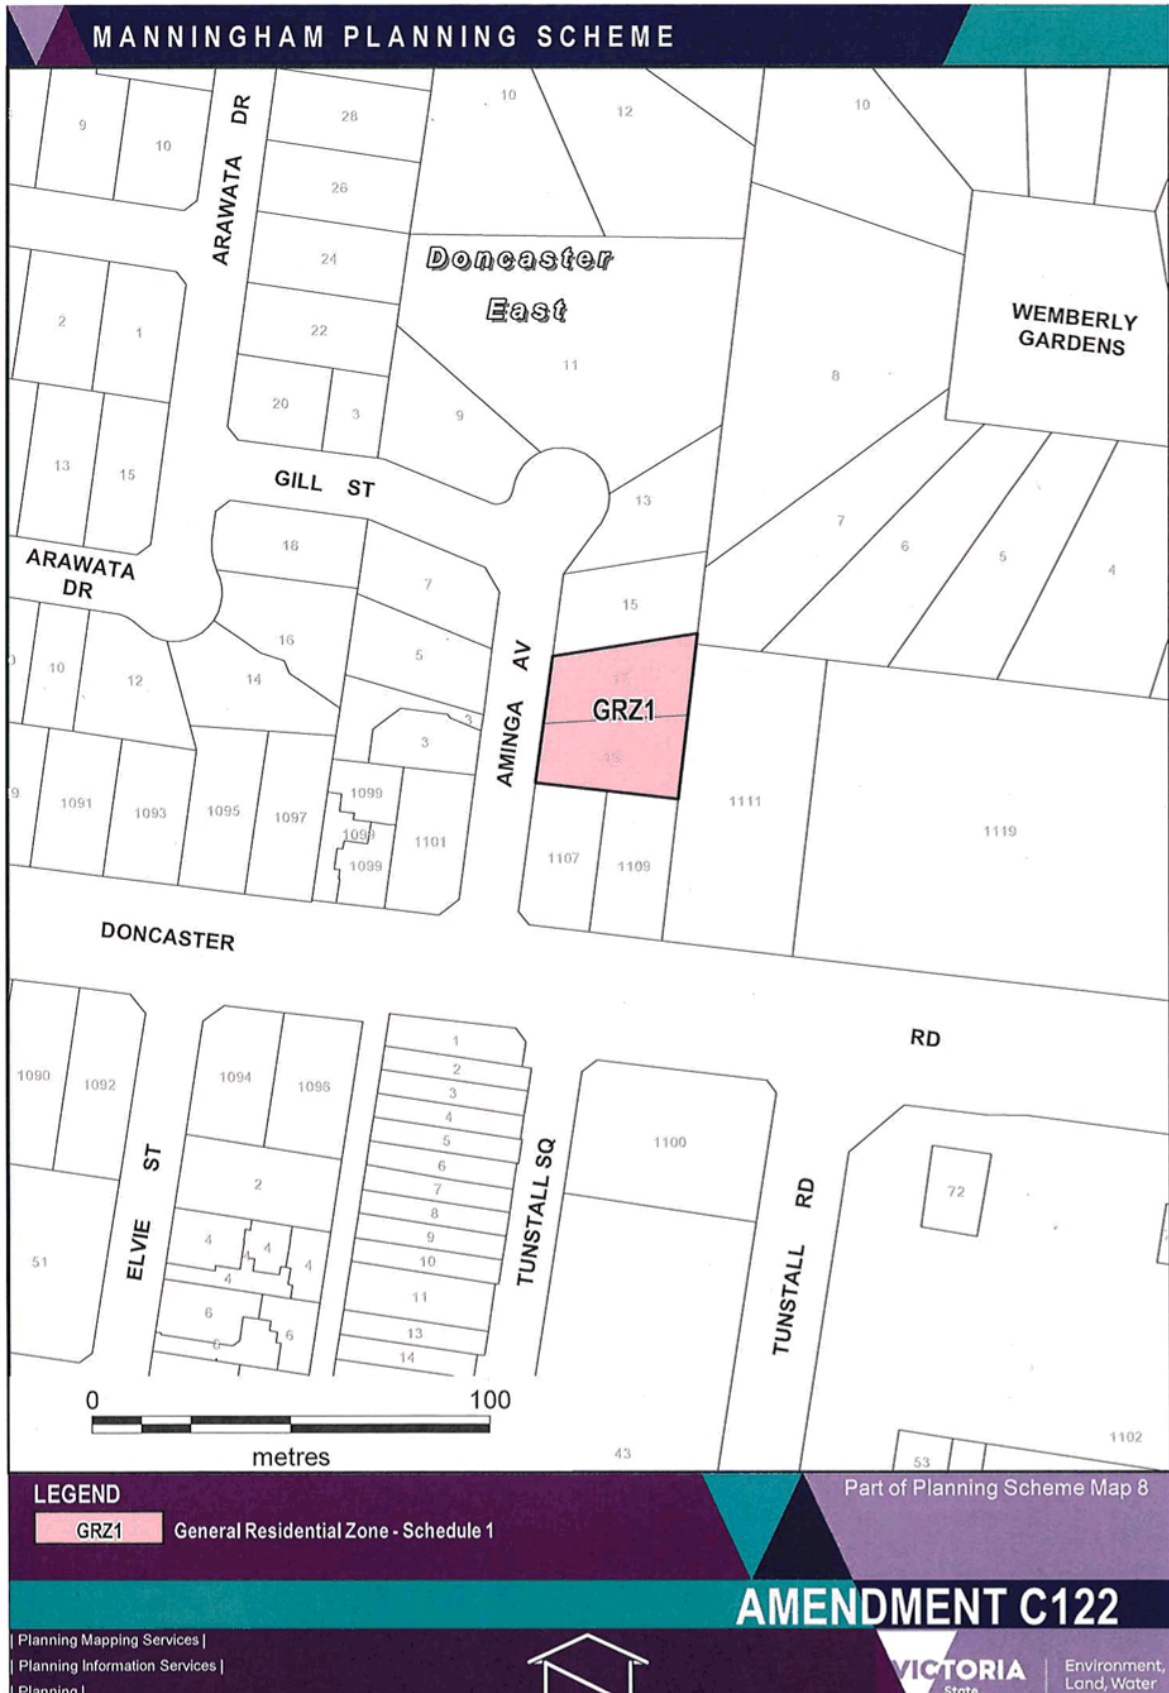 MANNINGHAM PLANNING SCHEME
9
10
ARAWATA DR
28
26
24
22
20
3
10
12
10
Doncaster
East
11
9
8
WEMBERLY
GARDENS
2
1
13
15
GILL ST
13
7
6
5
4
ARAWATA
DR
18
7
15
16
5
10
12
14
3
3
AMINGA AV
17
GRZ1
1091
1093
1095
1097
1099
1099
1099
1101
1107
1109
1111
1119
DONCASTER
RD
1090
1092
1094
1096
1
2
3
4
5
6
7
8
9
10
11
13
14
1100
72
ELVIE ST
2
4
4
4
4
51
6
6
TUNSTALL SQ
TUNSTALL RD
43
53
1102
0 100
metres
LEGEND
GRZ1 General Residential Zone - Schedule 1
Part of Planning Scheme Map 8
AMENDMENT C122
| Planning Mapping Services |
| Planning Information Services |
| Planning |
VICTORIA
State
Environment,
Land, Water